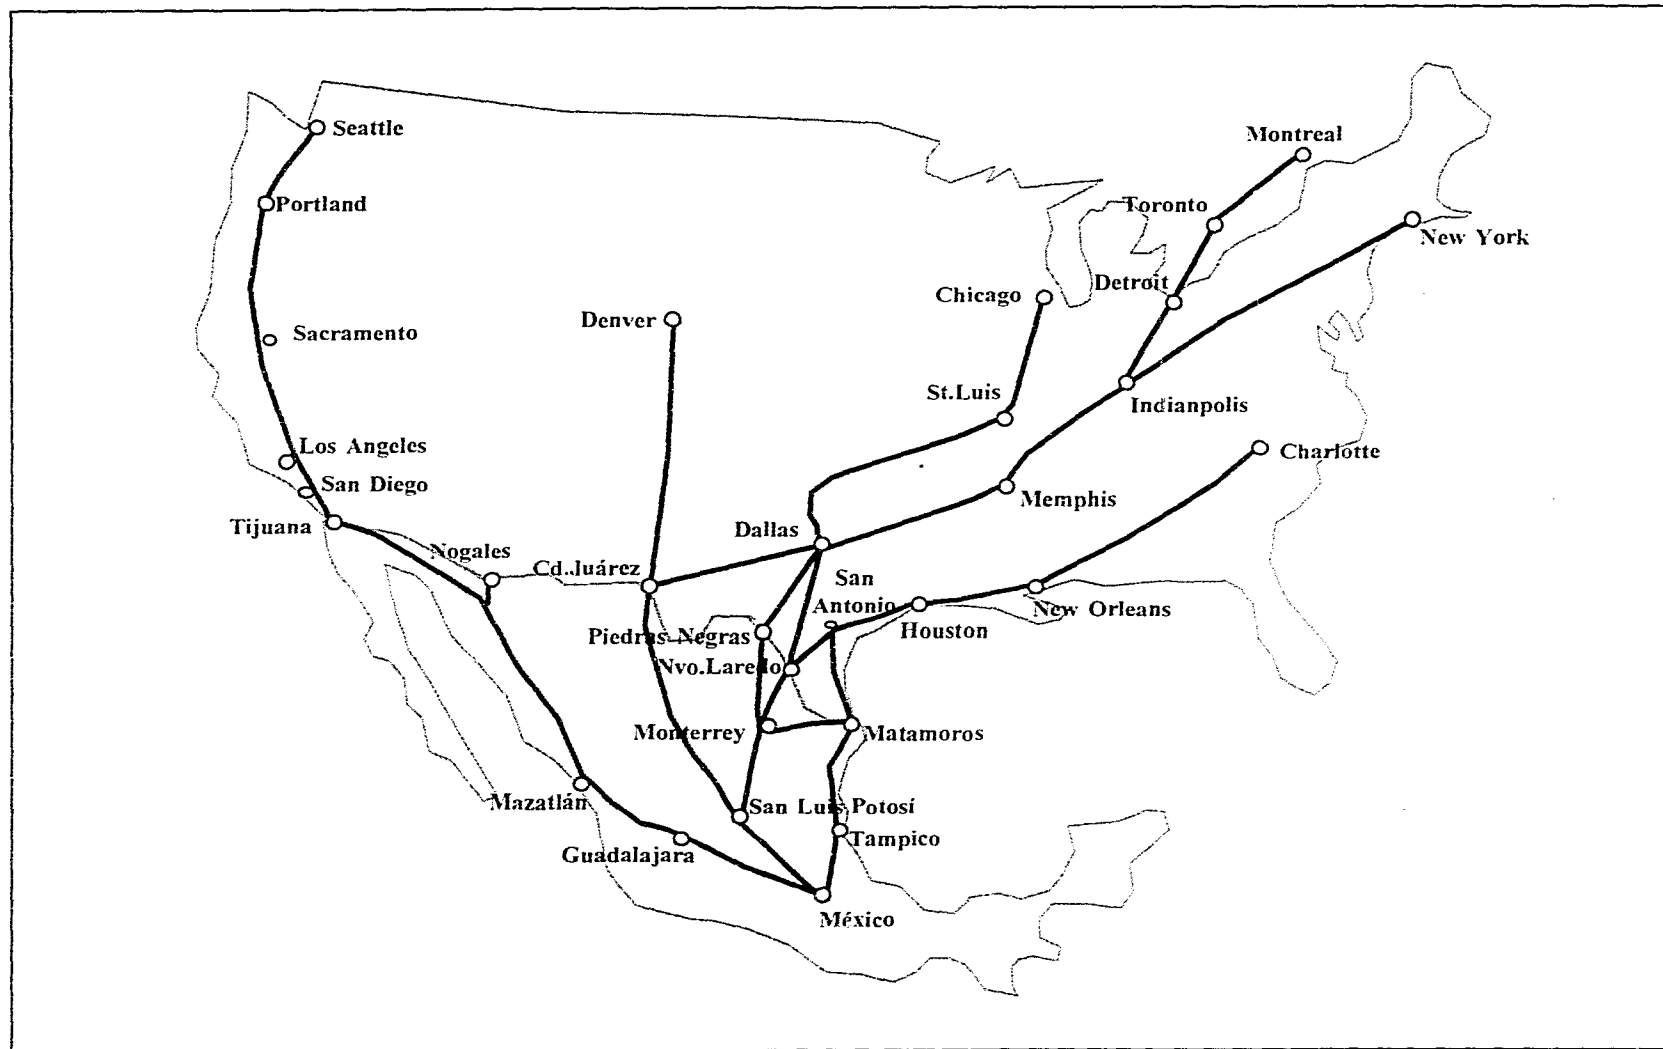 Seattle
Montreal
Portland
Toronto
New York
Detroit
Chicago
Denver
Sacramento
St.Luis
Indianpolis
Los Angeles
Charlotte
San Diego
Memphis
Tijuana
Dallas
Nogales
Cd.Juárez
San
Antonio
New Orleans
Houston
Piedras Negras
Nvo.Laredo
Monterrey
Matamoros
Mazatlán
San Luis Potosí
Tampico
Guadalajara
México